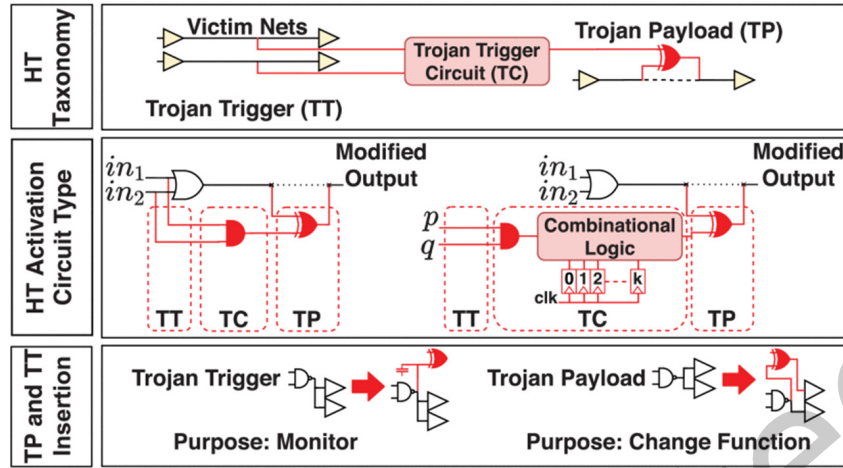 HT
Taxonomy
Victim Nets
Trojan Trigger (TT)
Trojan Trigger
Circuit (TC)
Trojan Payload (TP)
HT Activation
Circuit Type
in₁
in₂
Modified
Output
TT
TC
TP
in₁
in₂
Modified
Output
p
q
Combinational
Logic
0 1 2 k
clk
TT
TC
TP
TP and TT
Insertion
Trojan Trigger
Purpose: Monitor
Trojan Payload
Purpose: Change Function